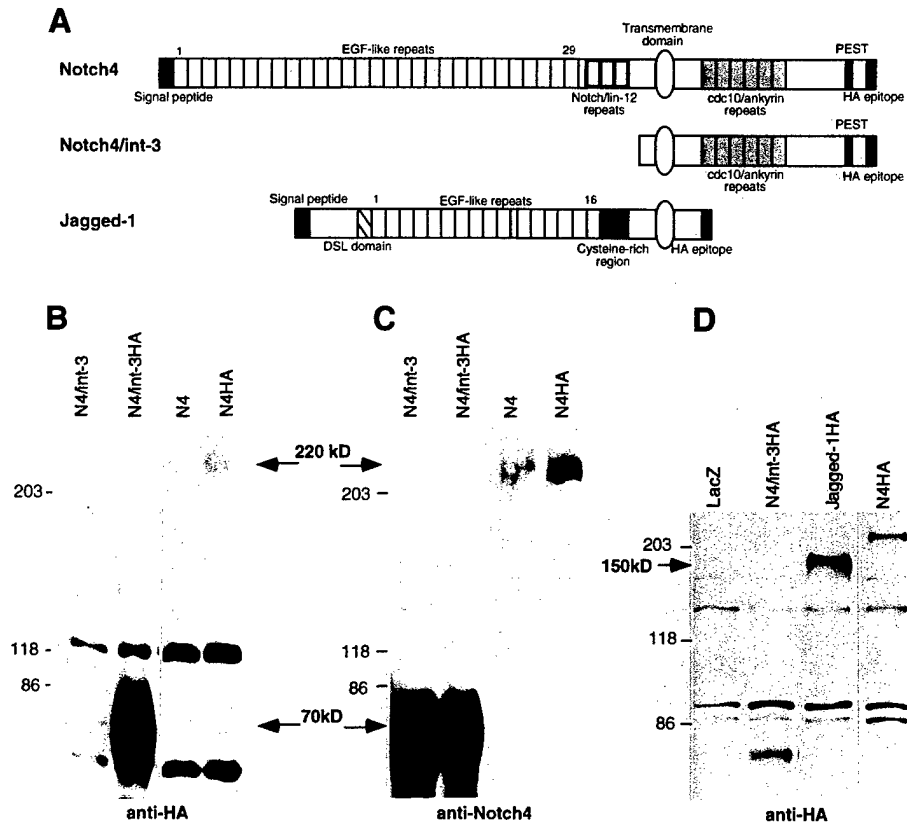 A
Transmembrane
domain
1
EGF-like repeats
29
PEST
Notch4
Signal peptide
Notch/lin-12
repeats
cdc10/ankyrin
repeats
HA epitope
PEST
Notch4/int-3
cdc10/ankyrin
repeats
HA epitope
Signal peptide
1
EGF-like repeats
16
Jagged-1
DSL domain
Cysteine-rich
region
HA epitope
B
N4/int-3
N4/int-3HA
N4
N4HA
203 -
118 -
86 -
anti-HA
220 kD
70kD
C
N4/int-3
N4/int-3HA
N4
N4HA
203 -
118 -
86 -
anti-Notch4
D
LacZ
N4/int-3HA
Jagged-1HA
N4HA
203 -
150kD
118 -
86 -
anti-HA